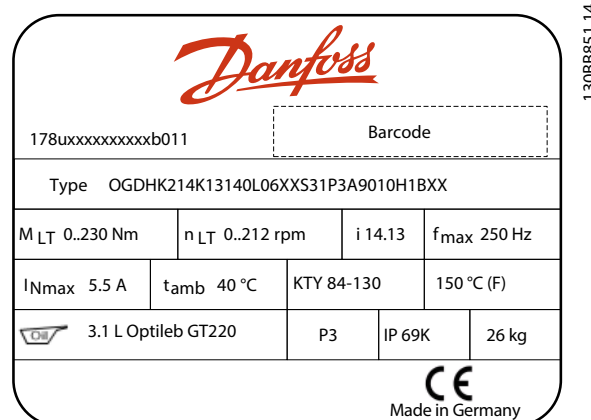 Danfoss
178uxxxxxxxxxxb011
Barcode
Type OGDHK214K13140L06XXS31P3A9010H1BXX
M LT 0..230 Nm
n LT 0..212 rpm
i 14.13
fmax 250 Hz
INmax 5.5 A
tamb 40 °C
KTY 84-130
150 °C (F)
Oil
3.1 L Optileb GT220
P3
IP 69K
26 kg
CE
Made in Germany
130BB851.14